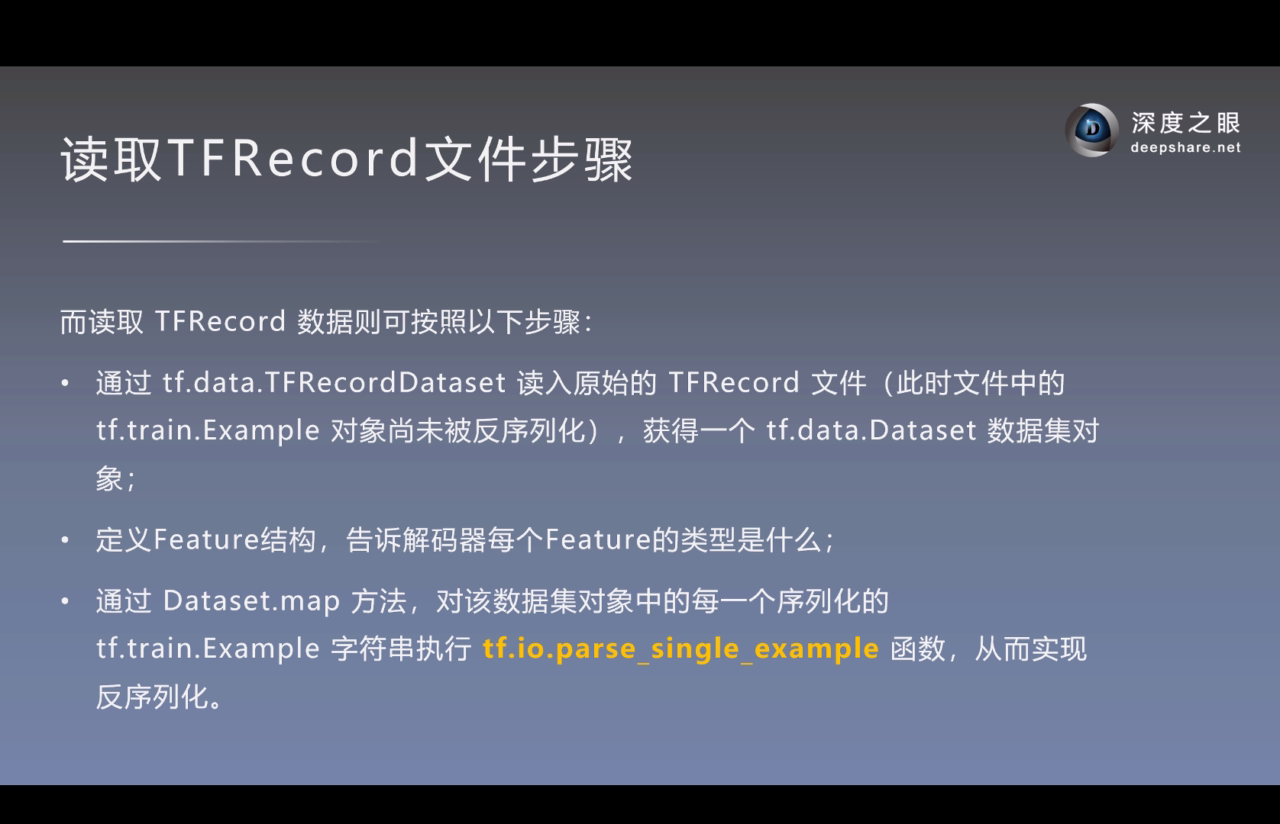 深度之眼
deepshare.net
读取TFRecord文件步骤
而读取 TFRecord 数据则可按照以下步骤：
• 通过 tf.data.TFRecordDataset 读入原始的 TFRecord 文件（此时文件中的
tf.train.Example 对象尚未被反序列化），获得一个 tf.data.Dataset 数据集对
象；
• 定义Feature结构，告诉解码器每个Feature的类型是什么；
• 通过 Dataset.map 方法，对该数据集对象中的每一个序列化的
tf.train.Example 字符串执行 tf.io.parse_single_example 函数，从而实现
反序列化。